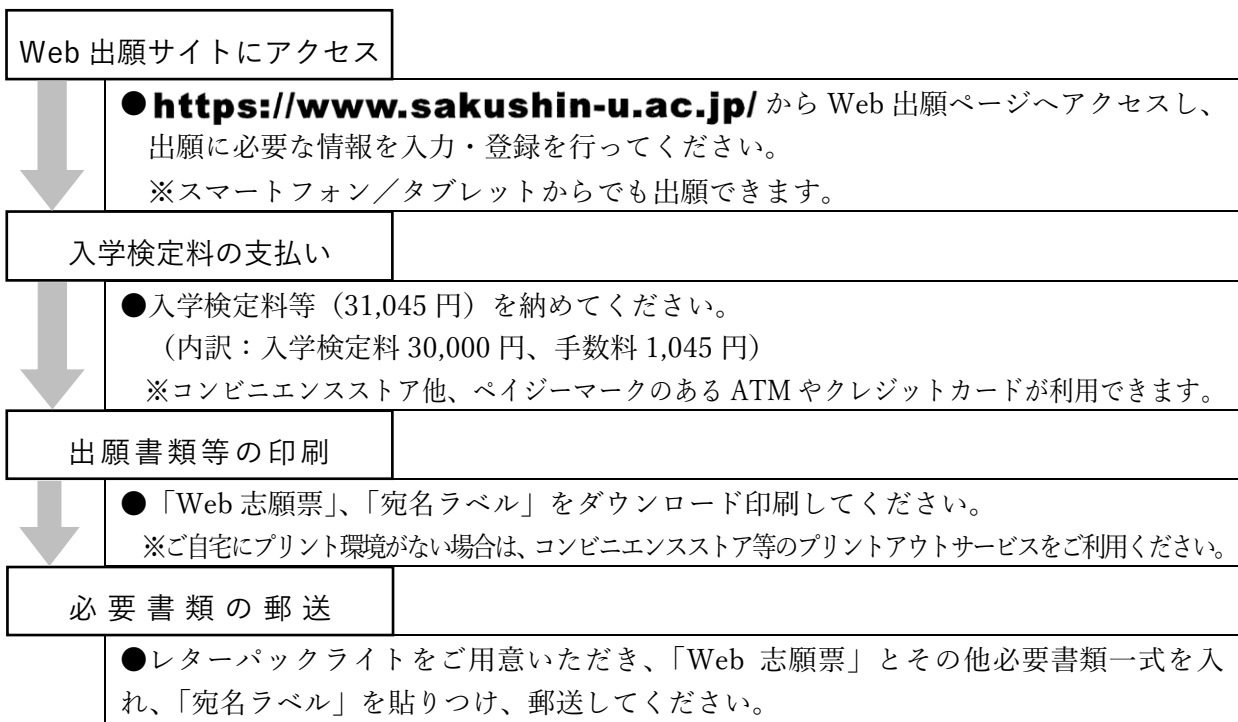 Web 出願サイトにアクセス
●https://www.sakushin-u.ac.jp/ から Web 出願ページへアクセスし、
出願に必要な情報を入力・登録を行ってください。
※スマートフォン／タブレットからでも出願できます。
入学検定料の支払い
●入学検定料等（31,045 円）を納めてください。
（内訳：入学検定料 30,000 円、手数料 1,045 円）
※コンビニエンスストア他、ペイジーマークのある ATM やクレジットカードが利用できます。
出願書類等の印刷
●「Web 志願票」、「宛名ラベル」をダウンロード印刷してください。
※ご自宅にプリント環境がない場合は、コンビニエンスストア等のプリントアウトサービスをご利用ください。
必要書類の郵送
●レターパックライトをご用意いただき、「Web 志願票」とその他必要書類一式を入
れ、「宛名ラベル」を貼りつけ、郵送してください。